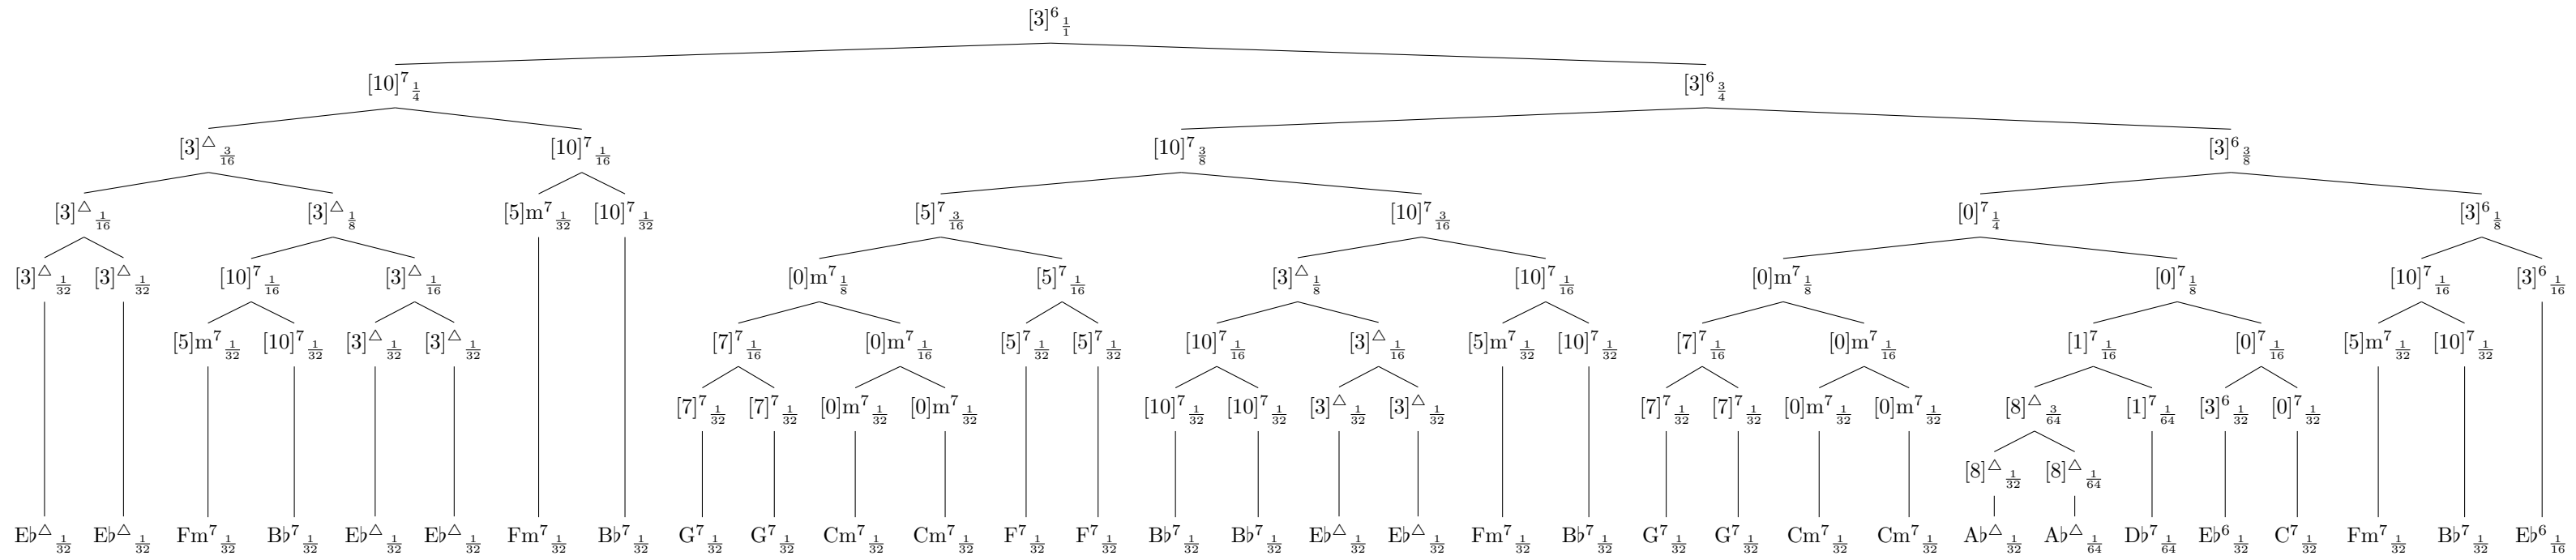 [3]⁶ 1/1
[10]⁷ 1/4 [3]⁶ 3/4
[3]△ 3/16 [10]⁷ 1/16 [10]⁷ 3/8 [3]⁶ 3/8
[3]△ 1/16 [3]△ 1/8 [5]m⁷ 1/32 [10]⁷ 1/32 [5]⁷ 3/16 [10]⁷ 3/16 [0]⁷ 1/4 [3]⁶ 1/8
[3]△ 1/32 [3]△ 1/32 [10]⁷ 1/16 [3]△ 1/16 [0]m⁷ 1/8 [5]⁷ 1/16 [3]△ 1/8 [10]⁷ 1/16 [0]m⁷ 1/8 [0]⁷ 1/8 [10]⁷ 1/16 [3]⁶ 1/16
[5]m⁷ 1/32 [10]⁷ 1/32 [3]△ 1/32 [3]△ 1/32 [7]⁷ 1/16 [0]m⁷ 1/16 [5]⁷ 1/32 [5]⁷ 1/32 [10]⁷ 1/16 [3]△ 1/16 [5]m⁷ 1/32 [10]⁷ 1/32 [7]⁷ 1/16 [0]m⁷ 1/16 [1]⁷ 1/16 [0]⁷ 1/16 [5]m⁷ 1/32 [10]⁷ 1/32
[7]⁷ 1/32 [7]⁷ 1/32 [0]m⁷ 1/32 [0]m⁷ 1/32 [10]⁷ 1/32 [10]⁷ 1/32 [3]△ 1/32 [3]△ 1/32 [7]⁷ 1/32 [7]⁷ 1/32 [0]m⁷ 1/32 [0]m⁷ 1/32 [8]△ 3/64 [1]⁷ 1/64 [3]⁶ 1/32 [0]⁷ 1/32
[8]△ 1/32 [8]△ 1/64
E♭△ 1/32 E♭△ 1/32 Fm⁷ 1/32 B♭⁷ 1/32 E♭△ 1/32 E♭△ 1/32 Fm⁷ 1/32 B♭⁷ 1/32 G⁷ 1/32 G⁷ 1/32 Cm⁷ 1/32 Cm⁷ 1/32 F⁷ 1/32 F⁷ 1/32 B♭⁷ 1/32 B♭⁷ 1/32 E♭△ 1/32 E♭△ 1/32 Fm⁷ 1/32 B♭⁷ 1/32 G⁷ 1/32 G⁷ 1/32 Cm⁷ 1/32 Cm⁷ 1/32 A♭△ 1/32 A♭△ 1/64 D♭⁷ 1/64 E♭⁶ 1/32 C⁷ 1/32 Fm⁷ 1/32 B♭⁷ 1/32 E♭⁶ 1/16